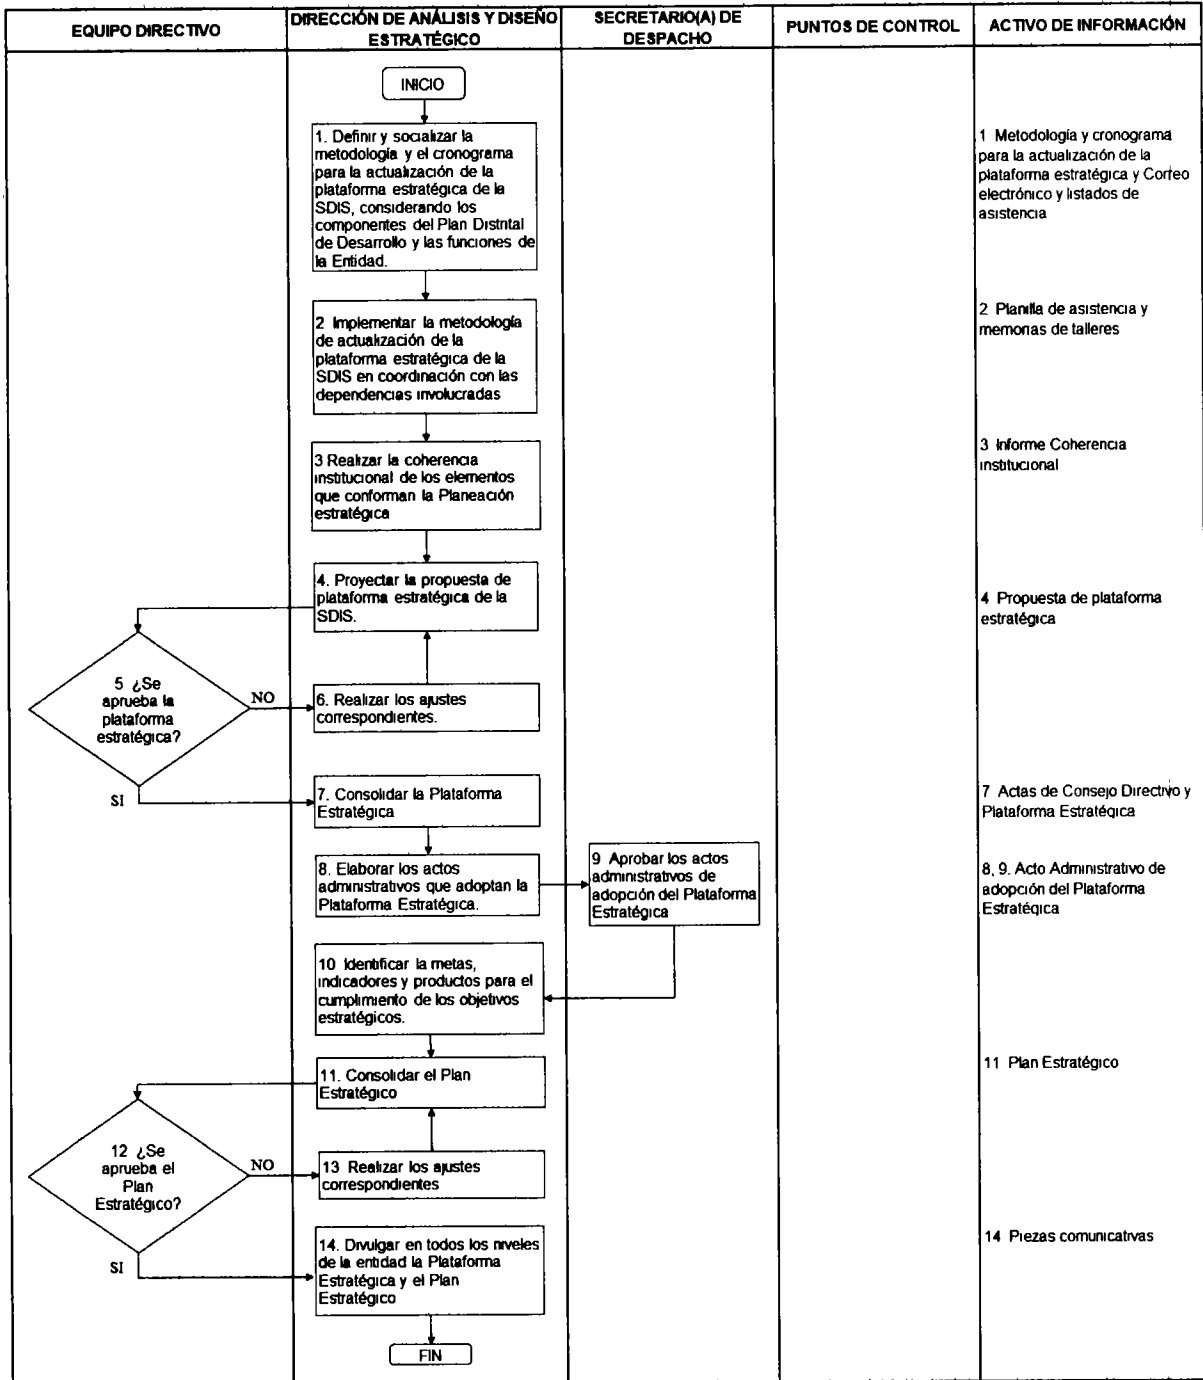 EQUIPO DIRECTIVO
DIRECCIÓN DE ANÁLISIS Y DISEÑO
ESTRATÉGICO
SECRETARIO(A) DE
DESPACHO
PUNTOS DE CONTROL
ACTIVO DE INFORMACIÓN
INICIO
1. Definir y socializar la
metodología y el cronograma
para la actualización de la
plataforma estratégica de la
SDIS, considerando los
componentes del Plan Distrital
de Desarrollo y las funciones de
la Entidad.
1 Metodología y cronograma
para la actualización de la
plataforma estratégica y Correo
electrónico y listados de
asistencia
2 Implementar la metodología
de actualización de la
plataforma estratégica de la
SDIS en coordinación con las
dependencias involucradas
2 Planilla de asistencia y
memorias de talleres
3 Realizar la coherencia
institucional de los elementos
que conforman la Planeación
estratégica
3 Informe Coherencia
institucional
4. Proyectar la propuesta de
plataforma estratégica de la
SDIS.
4 Propuesta de plataforma
estratégica
5 ¿Se
aprueba la
plataforma
estratégica?
NO
6. Realizar los ajustes
correspondientes.
SI
7. Consolidar la Plataforma
Estratégica
7 Actas de Consejo Directivo y
Plataforma Estratégica
8. Elaborar los actos
administrativos que adoptan la
Plataforma Estratégica.
9 Aprobar los actos
administrativos de
adopción del Plataforma
Estratégica
8, 9. Acto Administrativo de
adopción del Plataforma
Estratégica
10 Identificar la metas,
indicadores y productos para el
cumplimiento de los objetivos
estratégicos.
11. Consolidar el Plan
Estratégico
11 Plan Estratégico
12 ¿Se
aprueba el
Plan
Estratégico?
NO
13 Realizar los ajustes
correspondientes
SI
14. Divulgar en todos los niveles
de la entidad la Plataforma
Estratégica y el Plan
Estratégico
14 Piezas comunicativas
FIN